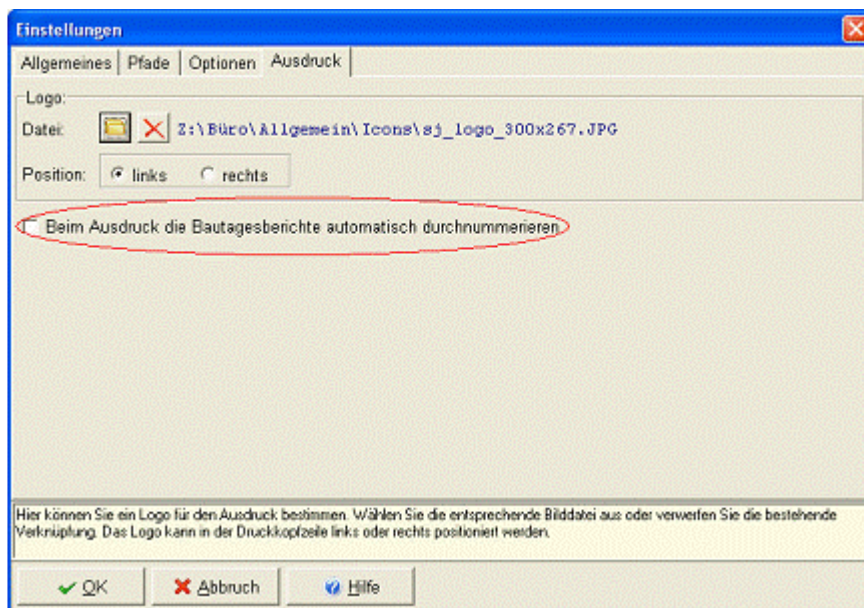 Einstellungen
Allgemeines Pfade Optionen Ausdruck
Logo:
Datei: Z:\Büro\Allgemein\Icons\sj_logo_300x267.JPG
Position: links rechts
Beim Ausdruck die Bautagesberichte automatisch durchnummerieren
Hier können Sie ein Logo für den Ausdruck bestimmen. Wählen Sie die entsprechende Bilddatei aus oder verwerfen Sie die bestehende
Verknüpfung. Das Logo kann in der Druckkopfzeile links oder rechts positioniert werden.
OK Abbruch Hilfe